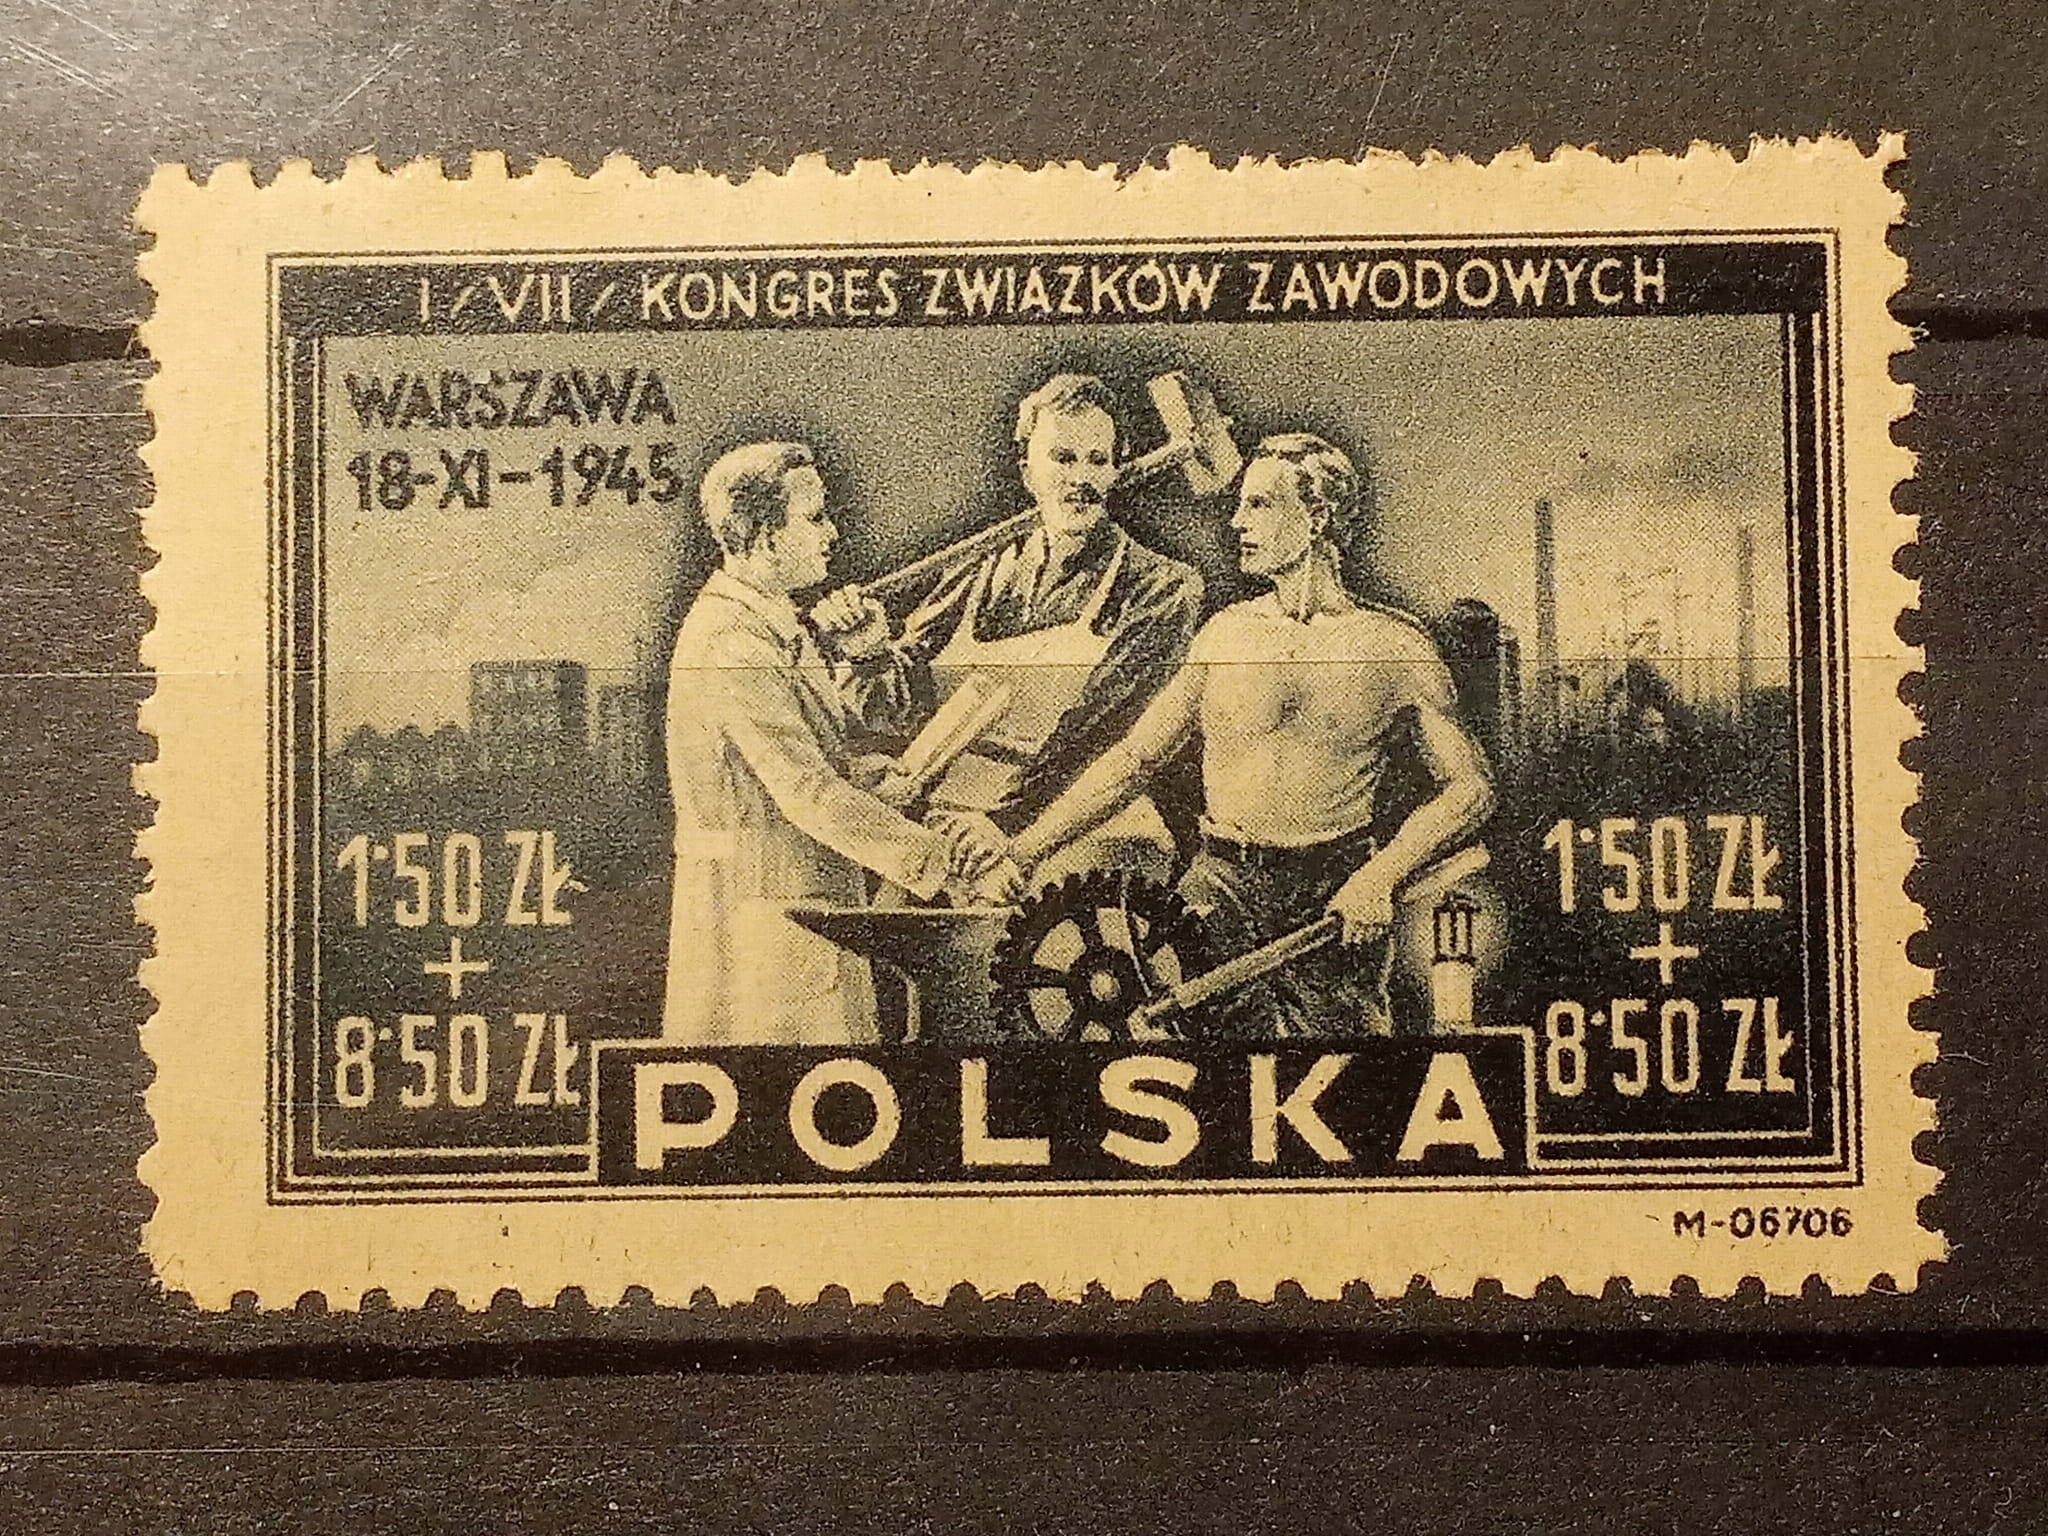 I/VII/KONGRES ZWIĄZKÓW ZAWODOWYCH
WARSZAWA
18-XI-1945
1·50 ZŁ
+
8·50 ZŁ
1·50 ZŁ
+
8·50 ZŁ
POLSKA
M-06706